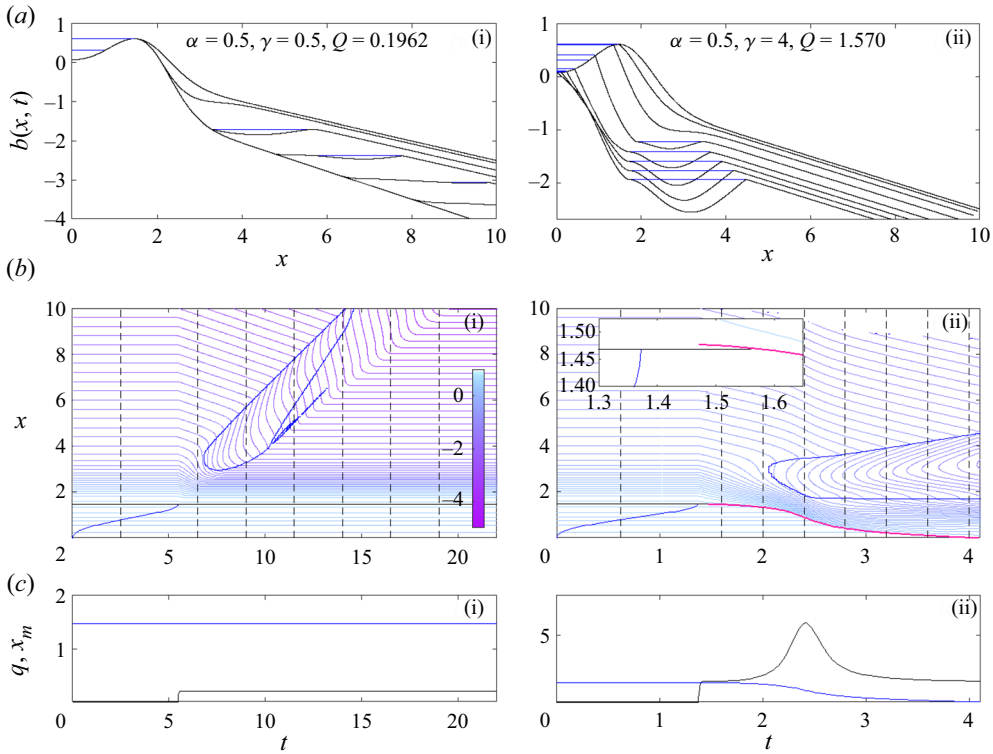 (a)
α = 0.5, γ = 0.5, Q = 0.1962 (i)
α = 0.5, γ = 4, Q = 1.570 (ii)
b(x, t)
1
0
–1
–2
–3
–4
0 2 4 6 8 10
x
1
0
–1
–2
0 2 4 6 8 10
x
(b)
(i)
10
8
6
4
2
2
x
0
–2
–4
5 10 15 20
(ii)
10
8
6
4
2
0
1.50
1.45
1.40
1.3 1.4 1.5 1.6
1 2 3 4
(c)
(i)
q, x_m
2
1
0
0 5 10 15 20
t
(ii)
5
0 1 2 3 4
t